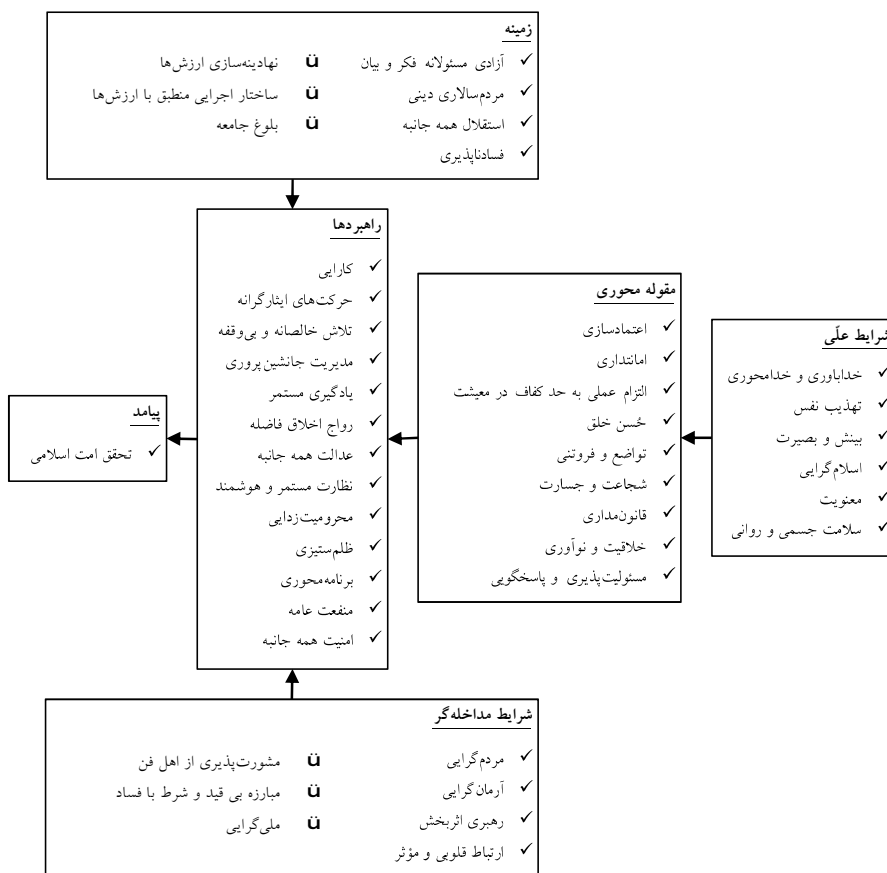 زمینه
✓ آزادی مسئولانه فکر و بیان ü نهادینه‌سازی ارزش‌ها
✓ مردم‌سالاری دینی ü ساختار اجرایی منطبق با ارزش‌ها
✓ استقلال همه جانبه ü بلوغ جامعه
✓ فسادناپذیری
شرایط علّی
✓ خداباوری و خدامحوری
✓ تهذیب نفس
✓ بینش و بصیرت
✓ اسلام‌گرایی
✓ معنویت
✓ سلامت جسمی و روانی
مقوله محوری
✓ اعتمادسازی
✓ امانتداری
✓ التزام عملی به حد کفاف در معیشت
✓ حُسن خلق
✓ تواضع و فروتنی
✓ شجاعت و جسارت
✓ قانون‌مداری
✓ خلاقیت و نوآوری
✓ مسئولیت‌پذیری و پاسخگویی
راهبردها
✓ کارایی
✓ حرکت‌های ایثارگرانه
✓ تلاش خالصانه و بی‌وقفه
✓ مدیریت جانشین‌پروری
✓ یادگیری مستمر
✓ رواج اخلاق فاضله
✓ عدالت همه جانبه
✓ نظارت مستمر و هوشمند
✓ محرومیت‌زدایی
✓ ظلم‌ستیزی
✓ برنامه‌محوری
✓ منفعت عامه
✓ امنیت همه جانبه
پیامد
✓ تحقق امت اسلامی
شرایط مداخله‌گر
✓ مردم‌گرایی ü مشورت‌پذیری از اهل فن
✓ آرمان‌گرایی ü مبارزه بی قید و شرط با فساد
✓ رهبری اثربخش ü ملی‌گرایی
✓ ارتباط قلوبی و مؤثر